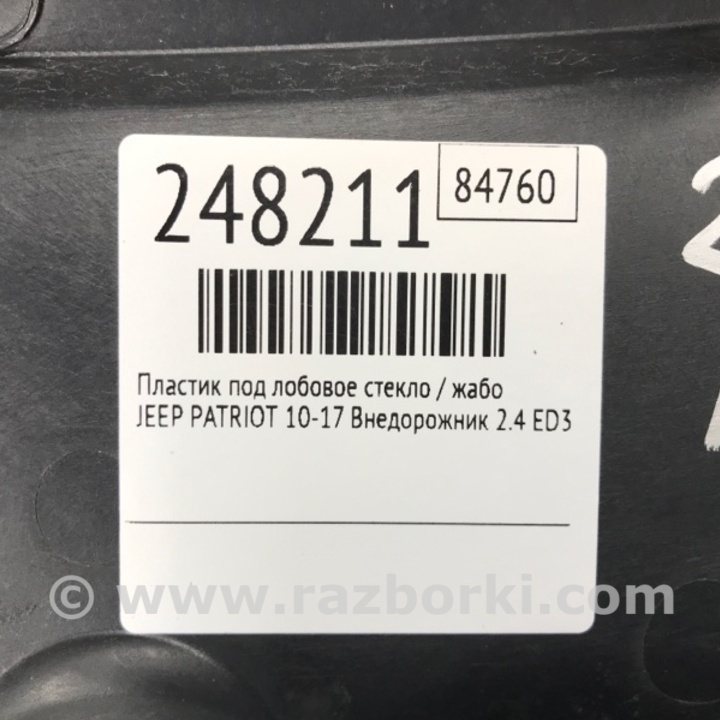 248211
84760
Пластик под лобовое стекло / жабо
JEEP PATRIOT 10-17 Внедорожник 2.4 ED3
© www.razborki.com